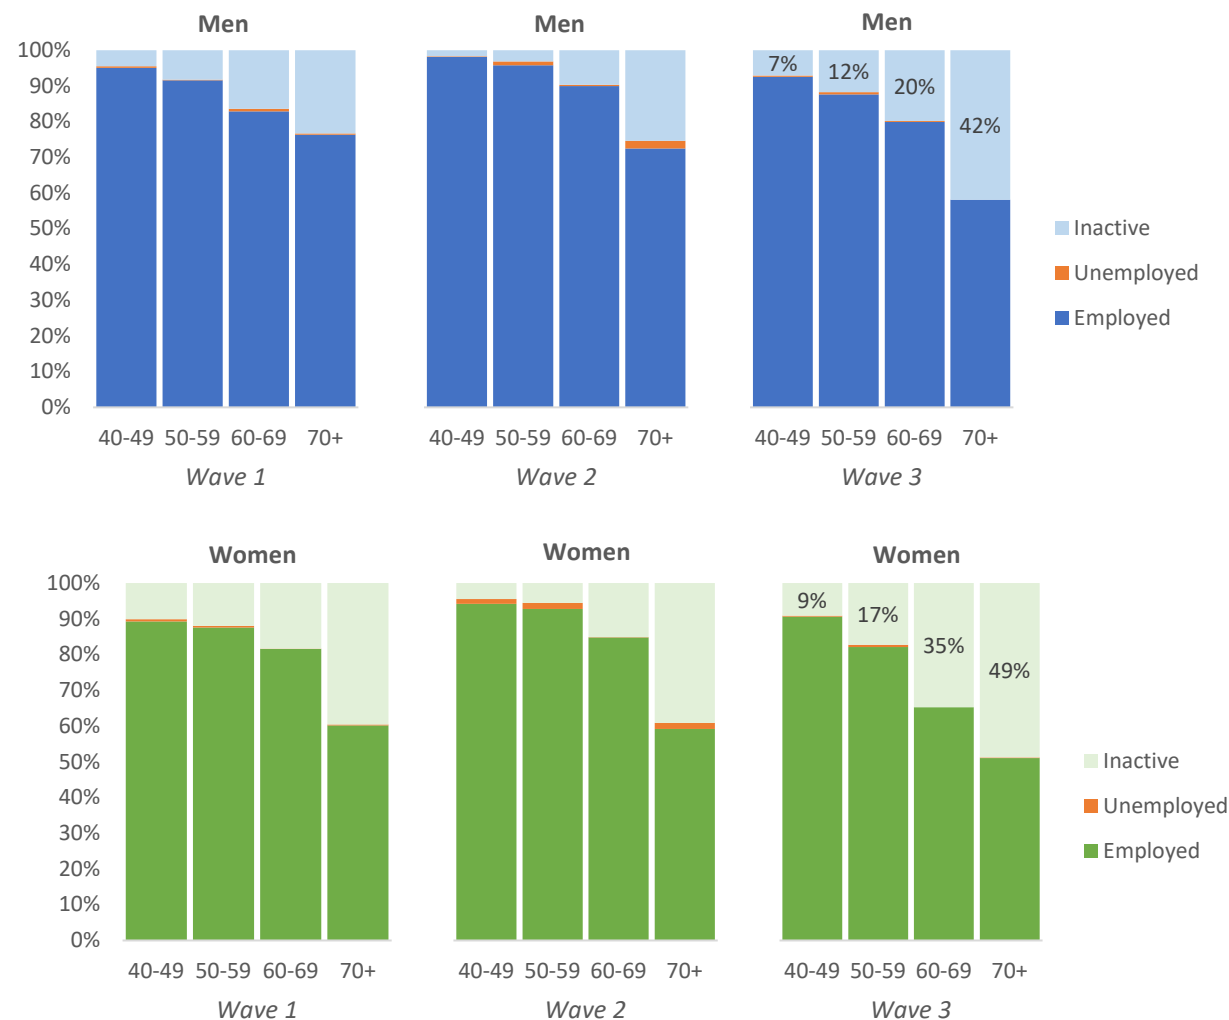 Men
Men
Men
100%
90%
80%
70%
60%
50%
40%
30%
20%
10%
0%
7%
12%
20%
42%
Inactive
Unemployed
Employed
40-49 50-59 60-69 70+
40-49 50-59 60-69 70+
40-49 50-59 60-69 70+
Wave 1
Wave 2
Wave 3
Women
Women
Women
100%
90%
80%
70%
60%
50%
40%
30%
20%
10%
0%
9%
17%
35%
49%
Inactive
Unemployed
Employed
40-49 50-59 60-69 70+
40-49 50-59 60-69 70+
40-49 50-59 60-69 70+
Wave 1
Wave 2
Wave 3